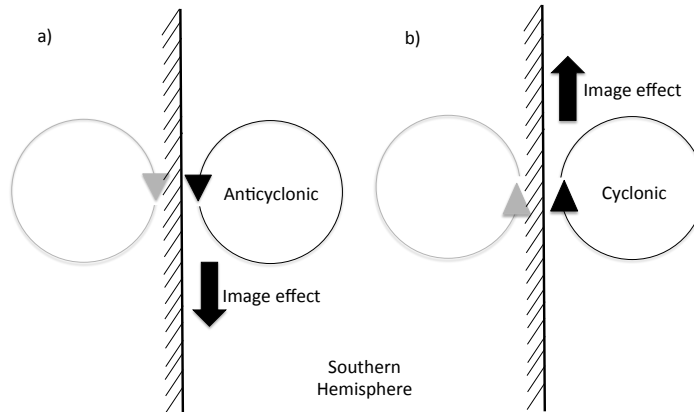 a)
Anticyclonic
Image effect
b)
Image effect
Cyclonic
Southern
Hemisphere